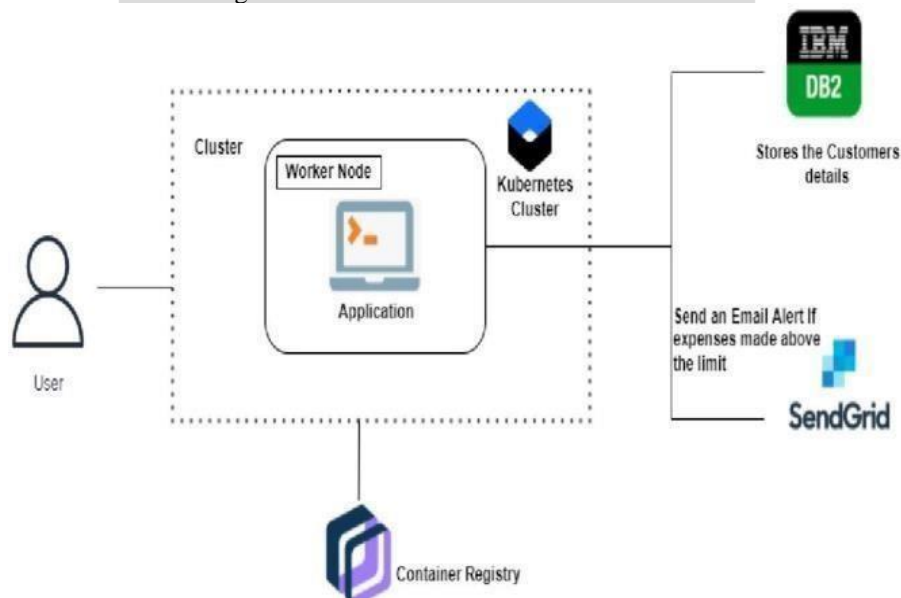 Cluster
Worker Node
Application
Kubernetes
Cluster
User
IBM
DB2
Stores the Customers
details
Send an Email Alert If
expenses made above
the limit
SendGrid
Container Registry